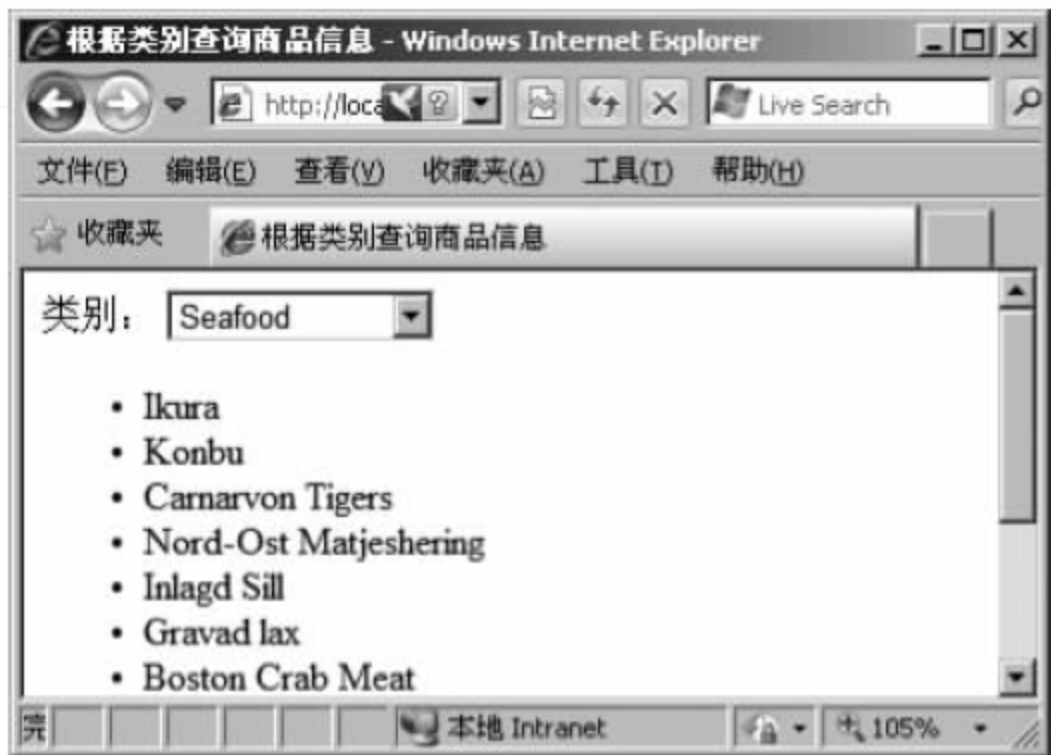 根据类别查询商品信息 - Windows Internet Explorer
http://loca
Live Search
文件(F) 编辑(E) 查看(V) 收藏夹(A) 工具(T) 帮助(H)
收藏夹 根据类别查询商品信息
类别： Seafood
• Ikura
• Konbu
• Carnarvon Tigers
• Nord-Ost Matjeshering
• Inlagd Sill
• Gravad lax
• Boston Crab Meat
完 本地 Intranet 105%